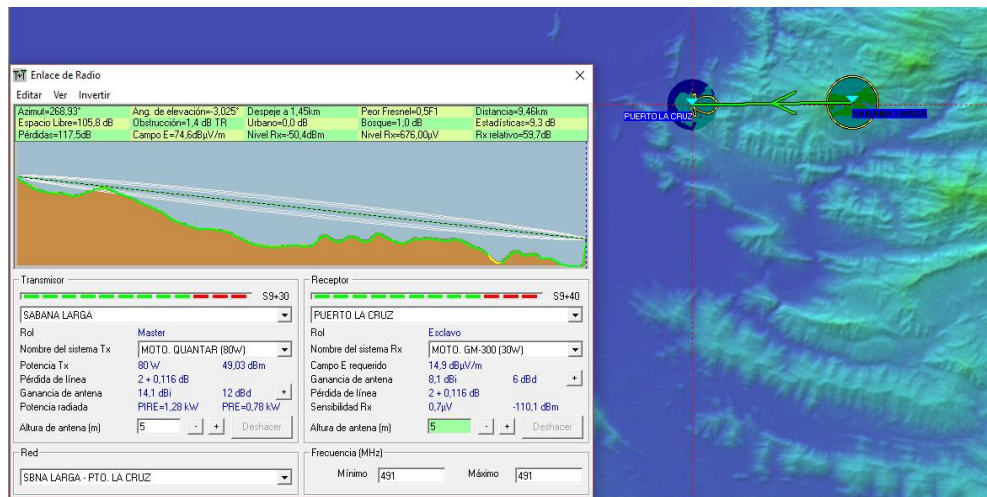 Enlace de Radio
Editar Ver Invertir
Azimut=268,93° Ang. de elevación=-3,025° Despeje a 1,45km Peor Fresnel=0,5F1 Distancia=9,46km
Espacio Libre=105,8 dB Obstrucción=1,4 dB TR Urbano=0,0 dB Bosque=1,0 dB Estadísticas=9,3 dB
Pérdidas=117,5dB Campo E=74,6dBμV/m Nivel Rx=-50,4dBm Nivel Rx=676,00μV Rx relativo=59,7dB
PUERTO LA CRUZ SABANA LARGA
Transmisor Receptor
S9+30 S9+40
SABANA LARGA PUERTO LA CRUZ
Rol Master Rol Esclavo
Nombre del sistema Tx MOTO. QUANTAR (80W) Nombre del sistema Rx MOTO. GM-300 (30W)
Potencia Tx 80 W 49,03 dBm Campo E requerido 14,9 dBμV/m
Pérdida de línea 2 + 0,116 dB Ganancia de antena 8,1 dBi 6 dBd +
Ganancia de antena 14,1 dBi 12 dBd + Pérdida de línea 2 + 0,116 dB
Potencia radiada PIRE=1,28 kW PRE=0,78 kW Sensibilidad Rx 0,7μV -110,1 dBm
Altura de antena (m) 5 - + Deshacer Altura de antena (m) 5 - + Deshacer
Red Frecuencia (MHz)
SBNA LARGA - PTO. LA CRUZ Mínimo 491 Máximo 491